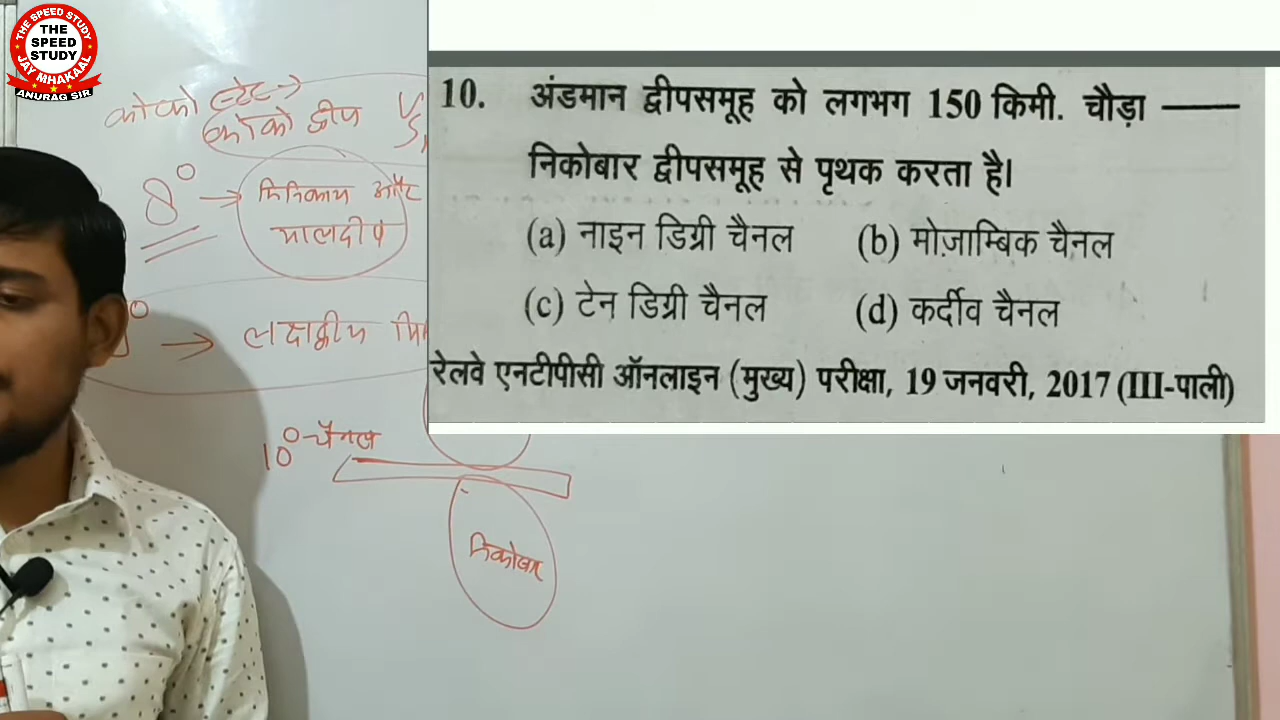 THE SPEED STUDY
THE
SPEED
STUDY
JAY MHAKAAL
ANURAG SIR
कोको स्टेट →
कोको द्वीप VS
8° → मिनिकाय और
मालदीव
° → लक्षद्वीप मि
10° चैनल
निकोबार
10. अंडमान द्वीपसमूह को लगभग 150 किमी. चौड़ा ———
निकोबार द्वीपसमूह से पृथक करता है।
(a) नाइन डिग्री चैनल (b) मोज़ाम्बिक चैनल
(c) टेन डिग्री चैनल (d) कर्दीव चैनल
रेलवे एनटीपीसी ऑनलाइन (मुख्य) परीक्षा, 19 जनवरी, 2017 (III-पाली)